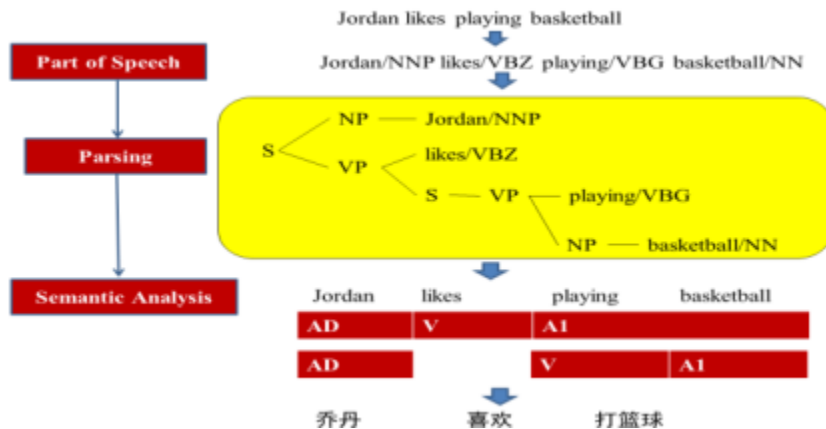 Jordan likes playing basketball
Part of Speech
Jordan/NNP likes/VBZ playing/VBG basketball/NN
NP Jordan/NNP
S
likes/VBZ
Parsing
VP
S VP playing/VBG
NP basketball/NN
Semantic Analysis
Jordan likes playing basketball
AD V A1
AD V A1
乔丹 喜欢 打篮球